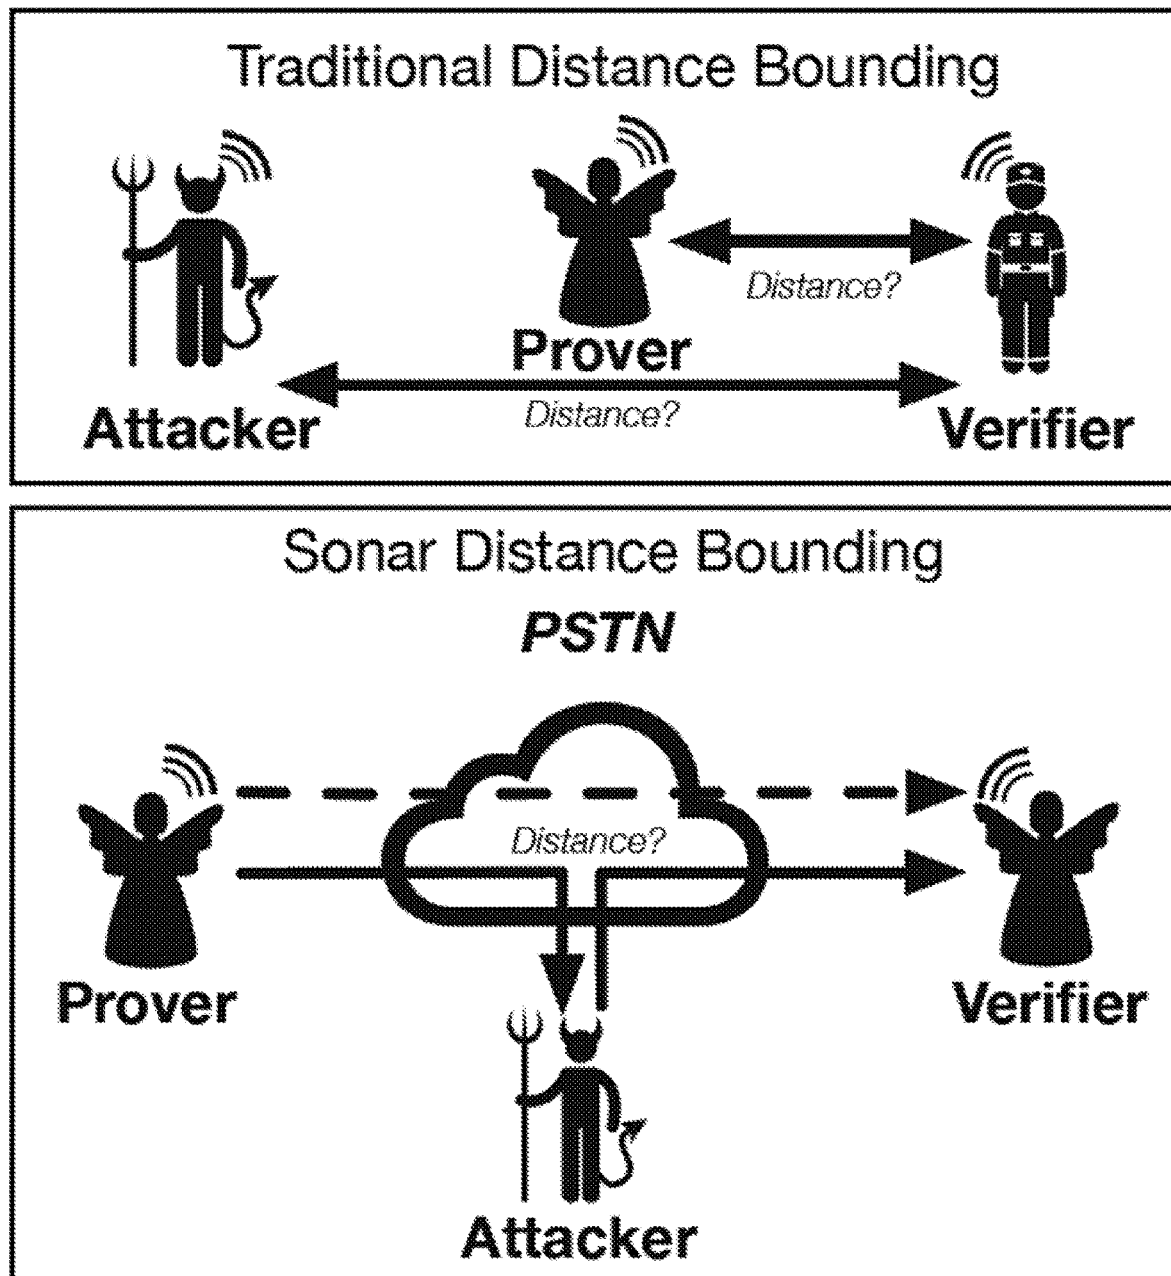 Traditional Distance Bounding
Distance?
Prover
Distance?
Attacker
Verifier
Sonar Distance Bounding
PSTN
Distance?
Prover
Verifier
Attacker